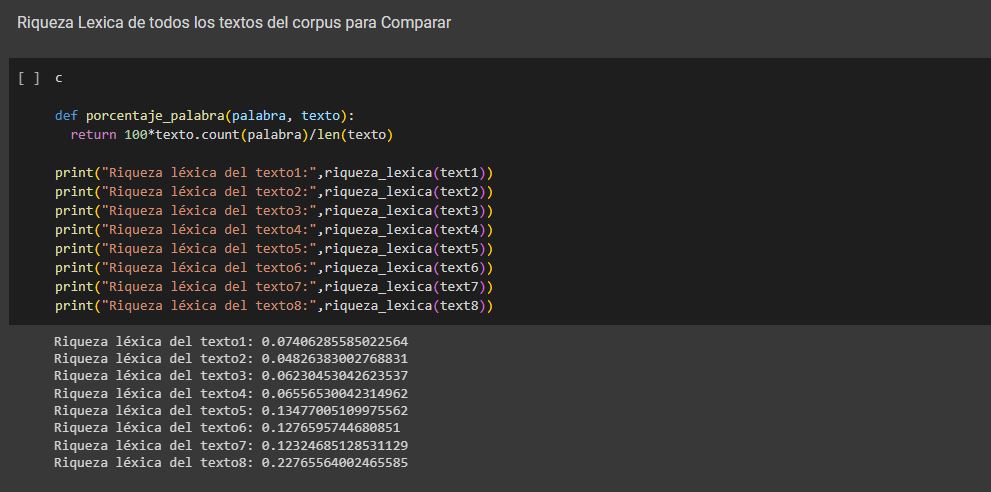 Riqueza Lexica de todos los textos del corpus para Comparar
[ ] c
def porcentaje_palabra(palabra, texto):
  return 100*texto.count(palabra)/len(texto)
print("Riqueza léxica del texto1:",riqueza_lexica(text1))
print("Riqueza léxica del texto2:",riqueza_lexica(text2))
print("Riqueza léxica del texto3:",riqueza_lexica(text3))
print("Riqueza léxica del texto4:",riqueza_lexica(text4))
print("Riqueza léxica del texto5:",riqueza_lexica(text5))
print("Riqueza léxica del texto6:",riqueza_lexica(text6))
print("Riqueza léxica del texto7:",riqueza_lexica(text7))
print("Riqueza léxica del texto8:",riqueza_lexica(text8))
Riqueza léxica del texto1: 0.07406285585022564
Riqueza léxica del texto2: 0.04826383002768831
Riqueza léxica del texto3: 0.06230453042623537
Riqueza léxica del texto4: 0.06556530042314962
Riqueza léxica del texto5: 0.13477005109975562
Riqueza léxica del texto6: 0.1276595744680851
Riqueza léxica del texto7: 0.12324685128531129
Riqueza léxica del texto8: 0.22765564002465585